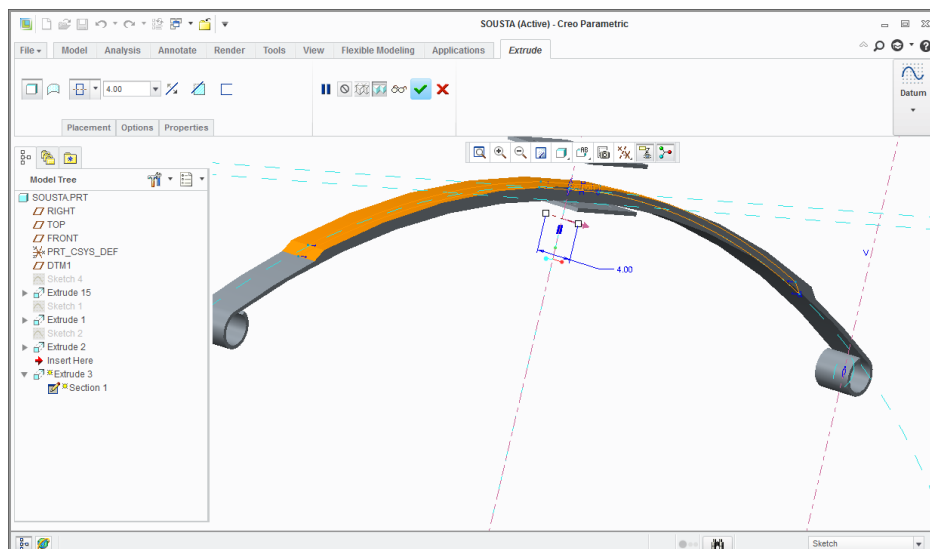 SOUSTA (Active) - Creo Parametric
File Model Analysis Annotate Render Tools View Flexible Modeling Applications Extrude
4.00
Datum
Placement Options Properties
Model Tree
SOUSTA.PRT
RIGHT
TOP
FRONT
PRT_CSYS_DEF
DTM1
Sketch 4
Extrude 15
Sketch 1
Extrude 1
Sketch 2
Extrude 2
Insert Here
Extrude 3
Section 1
4.00
V
Sketch